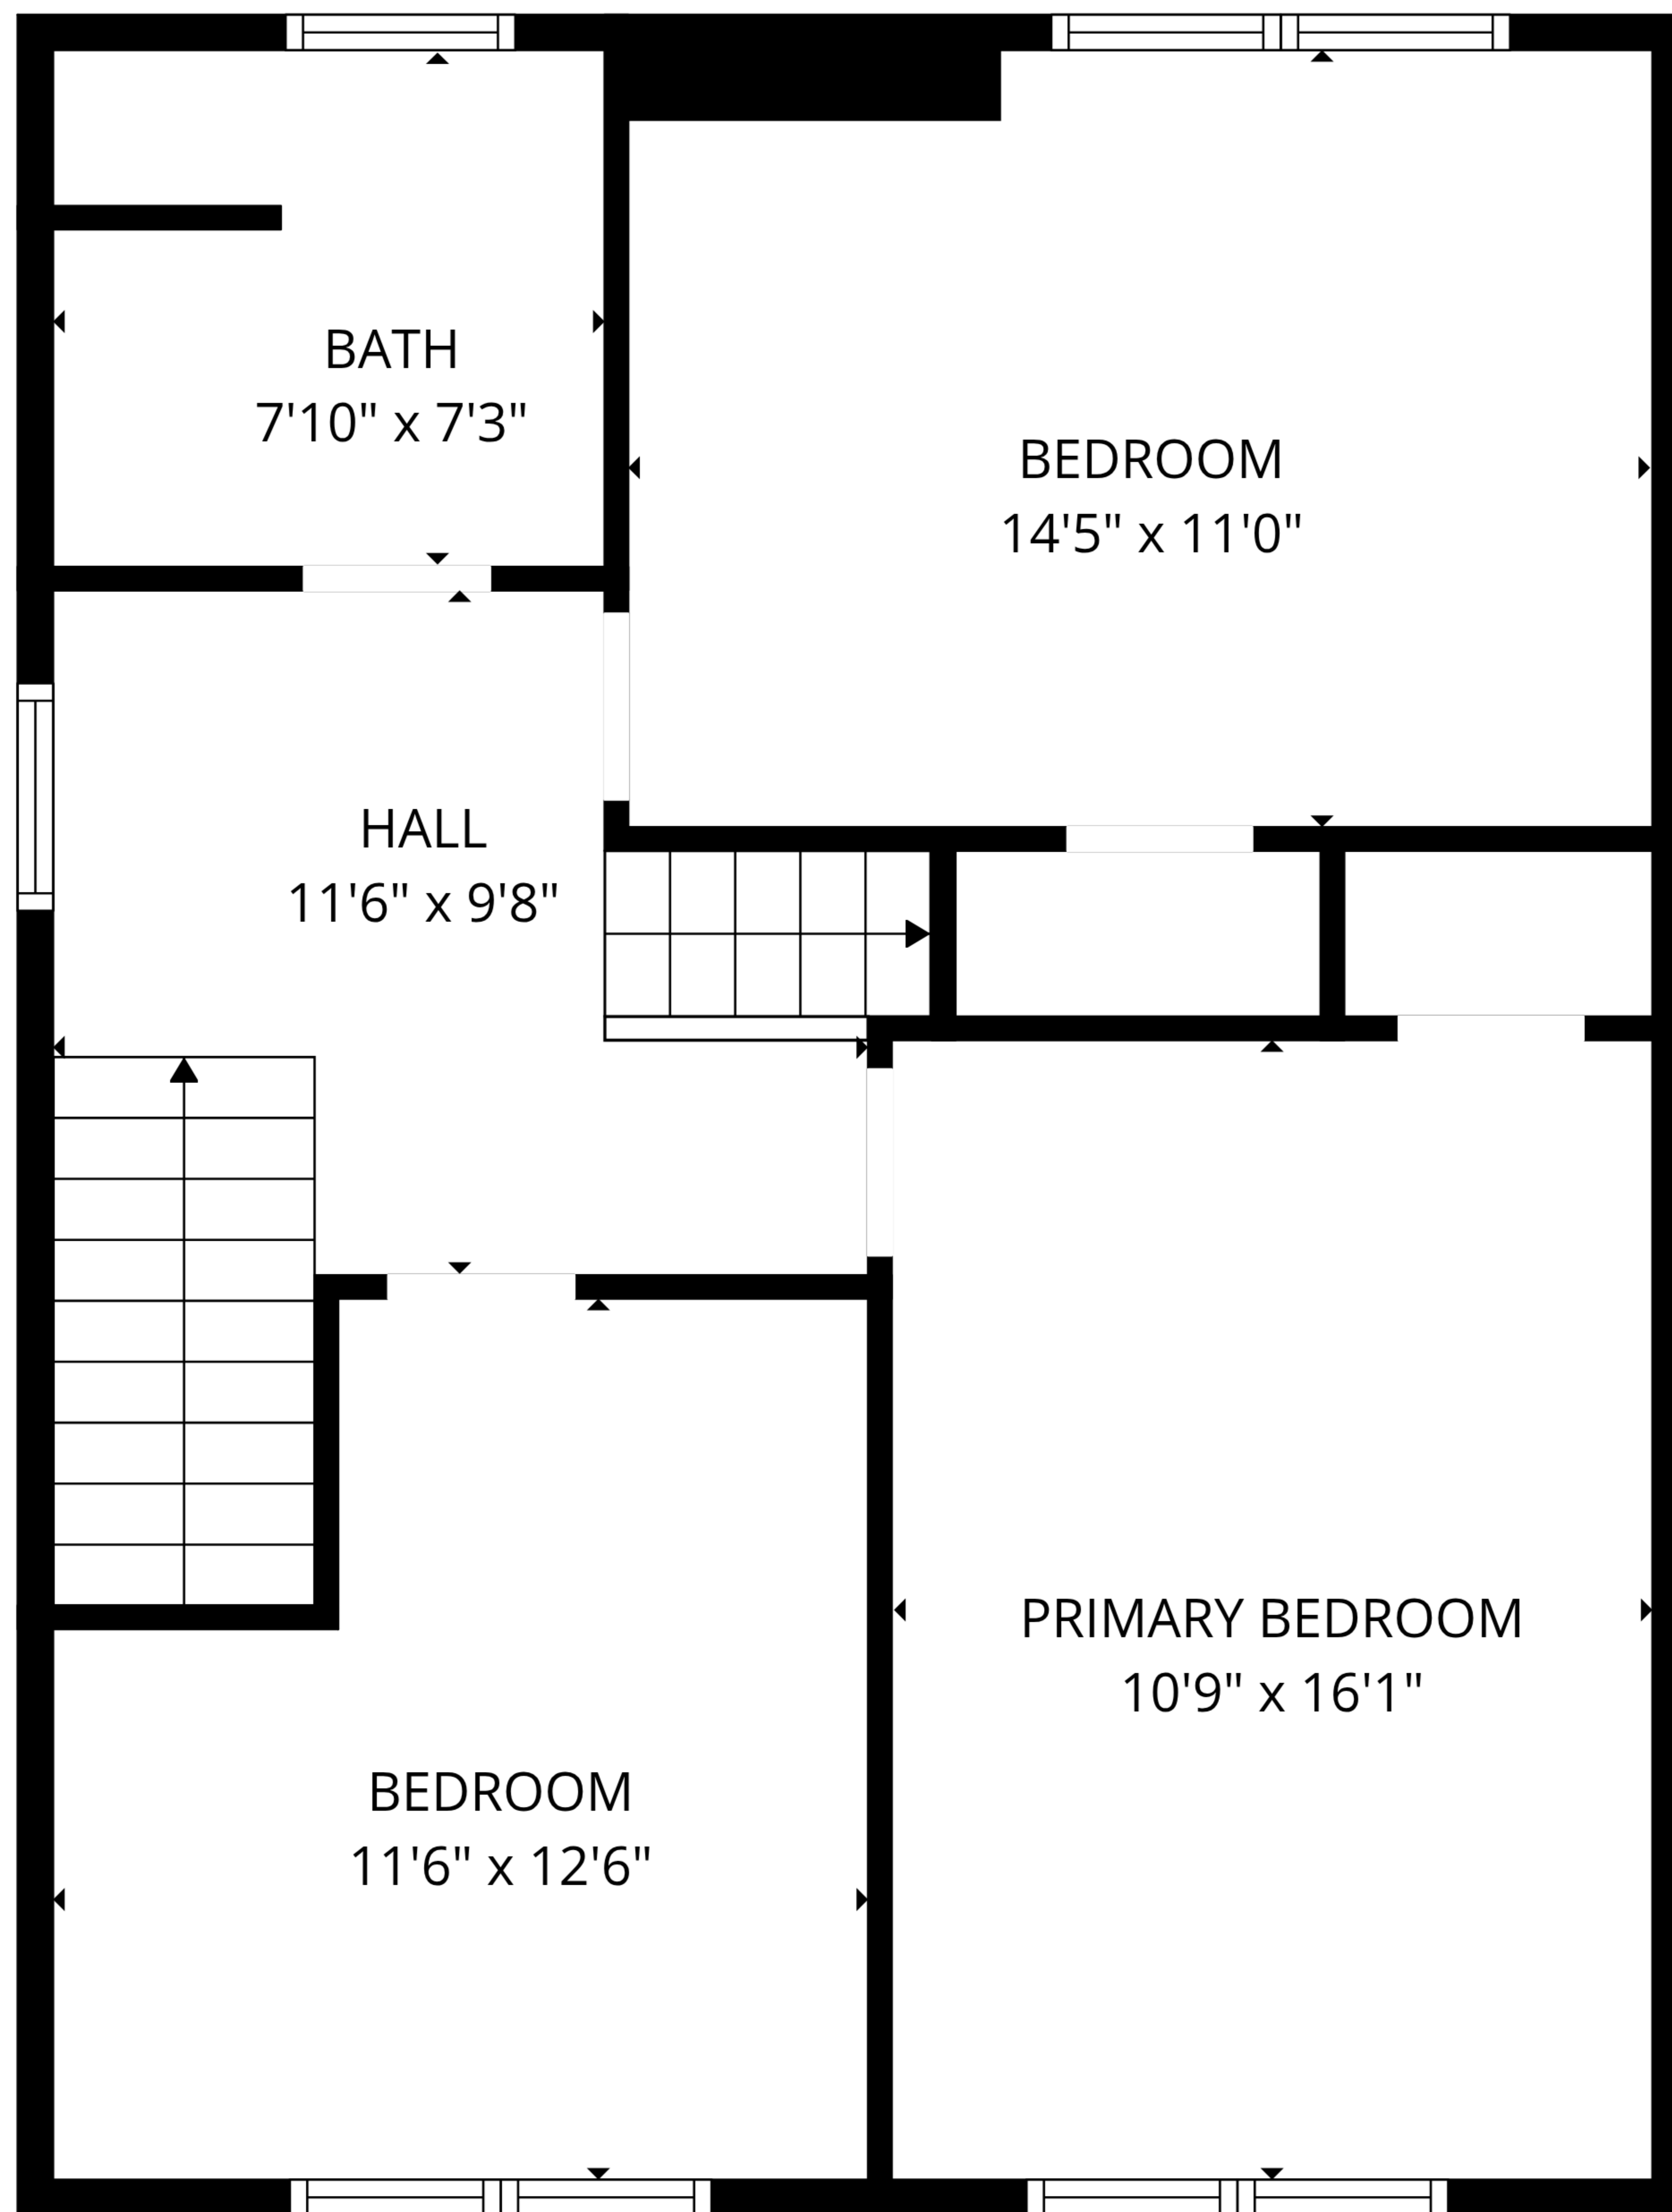 BATH
7'10" x 7'3"
BEDROOM
14'5" x 11'0"
HALL
11'6" x 9'8"
PRIMARY BEDROOM
10'9" x 16'1"
BEDROOM
11'6" x 12'6"